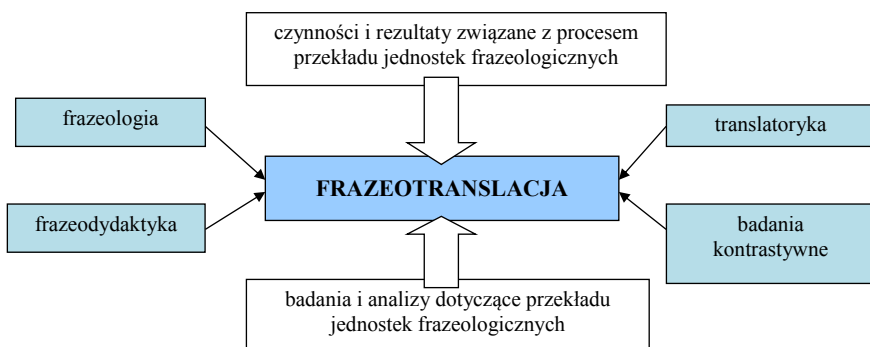 czynności i rezultaty związane z procesem
przekładu jednostek frazeologicznych
frazeologia
translatoryka
FRAZEOTRANSLACJA
frazeodydaktyka
badania
kontrastywne
badania i analizy dotyczące przekładu
jednostek frazeologicznych